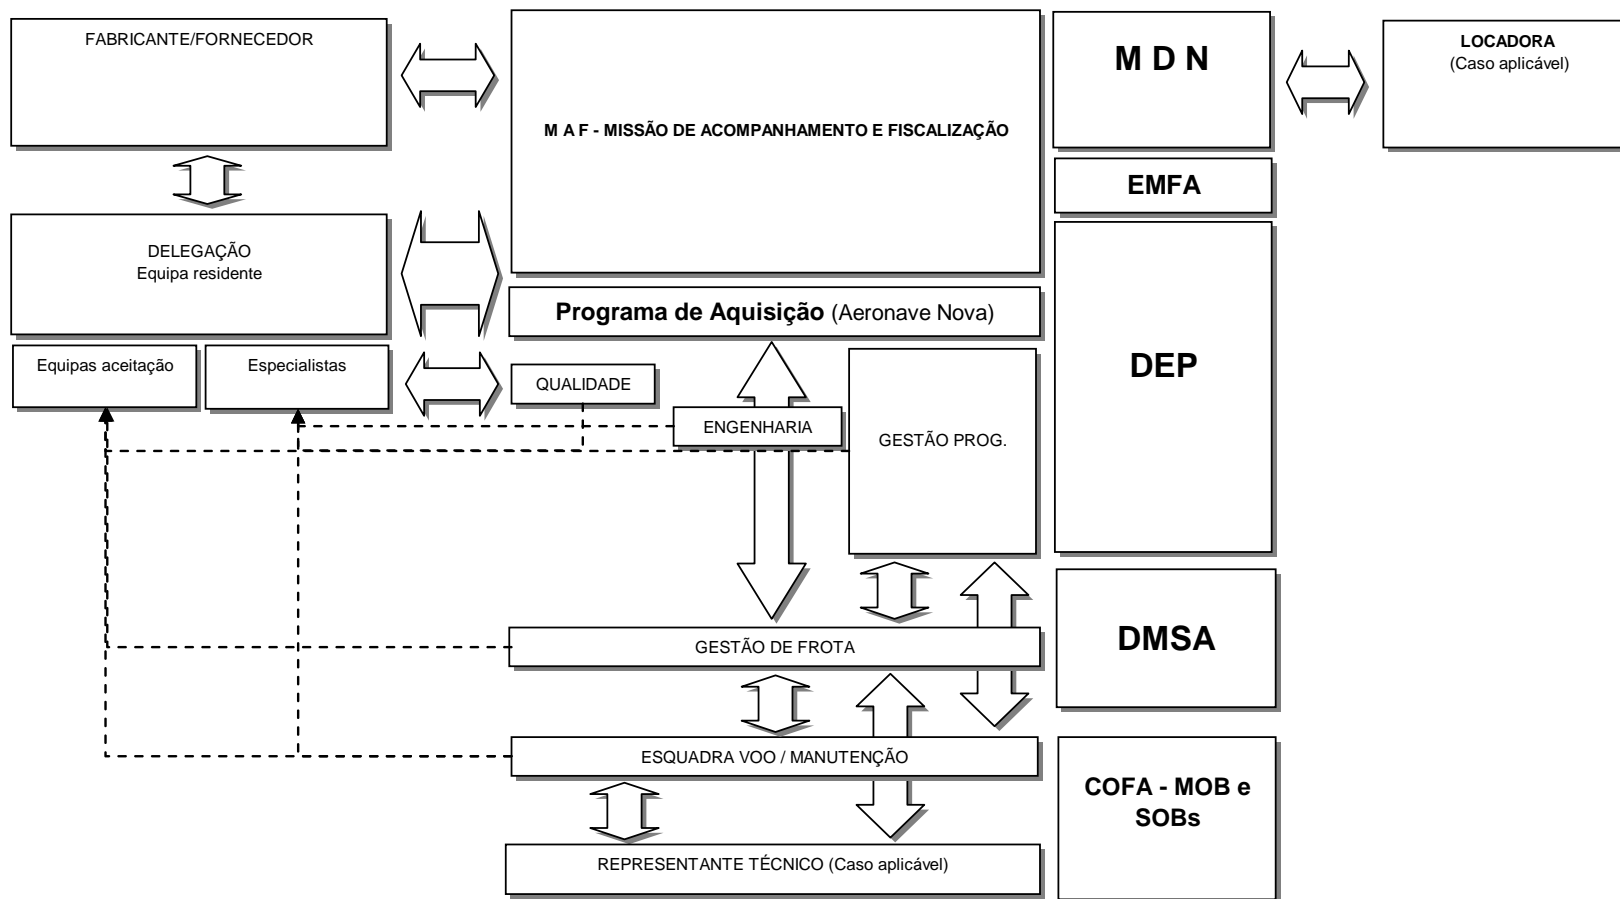 FABRICANTE/FORNECEDOR
M A F - MISSÃO DE ACOMPANHAMENTO E FISCALIZAÇÃO
M D N
LOCADORA
(Caso aplicável)
EMFA
DELEGAÇÃO
Equipa residente
Programa de Aquisição (Aeronave Nova)
DEP
Equipas aceitação
Especialistas
QUALIDADE
ENGENHARIA
GESTÃO PROG.
GESTÃO DE FROTA
DMSA
ESQUADRA VOO / MANUTENÇÃO
COFA - MOB e
SOBs
REPRESENTANTE TÉCNICO (Caso aplicável)